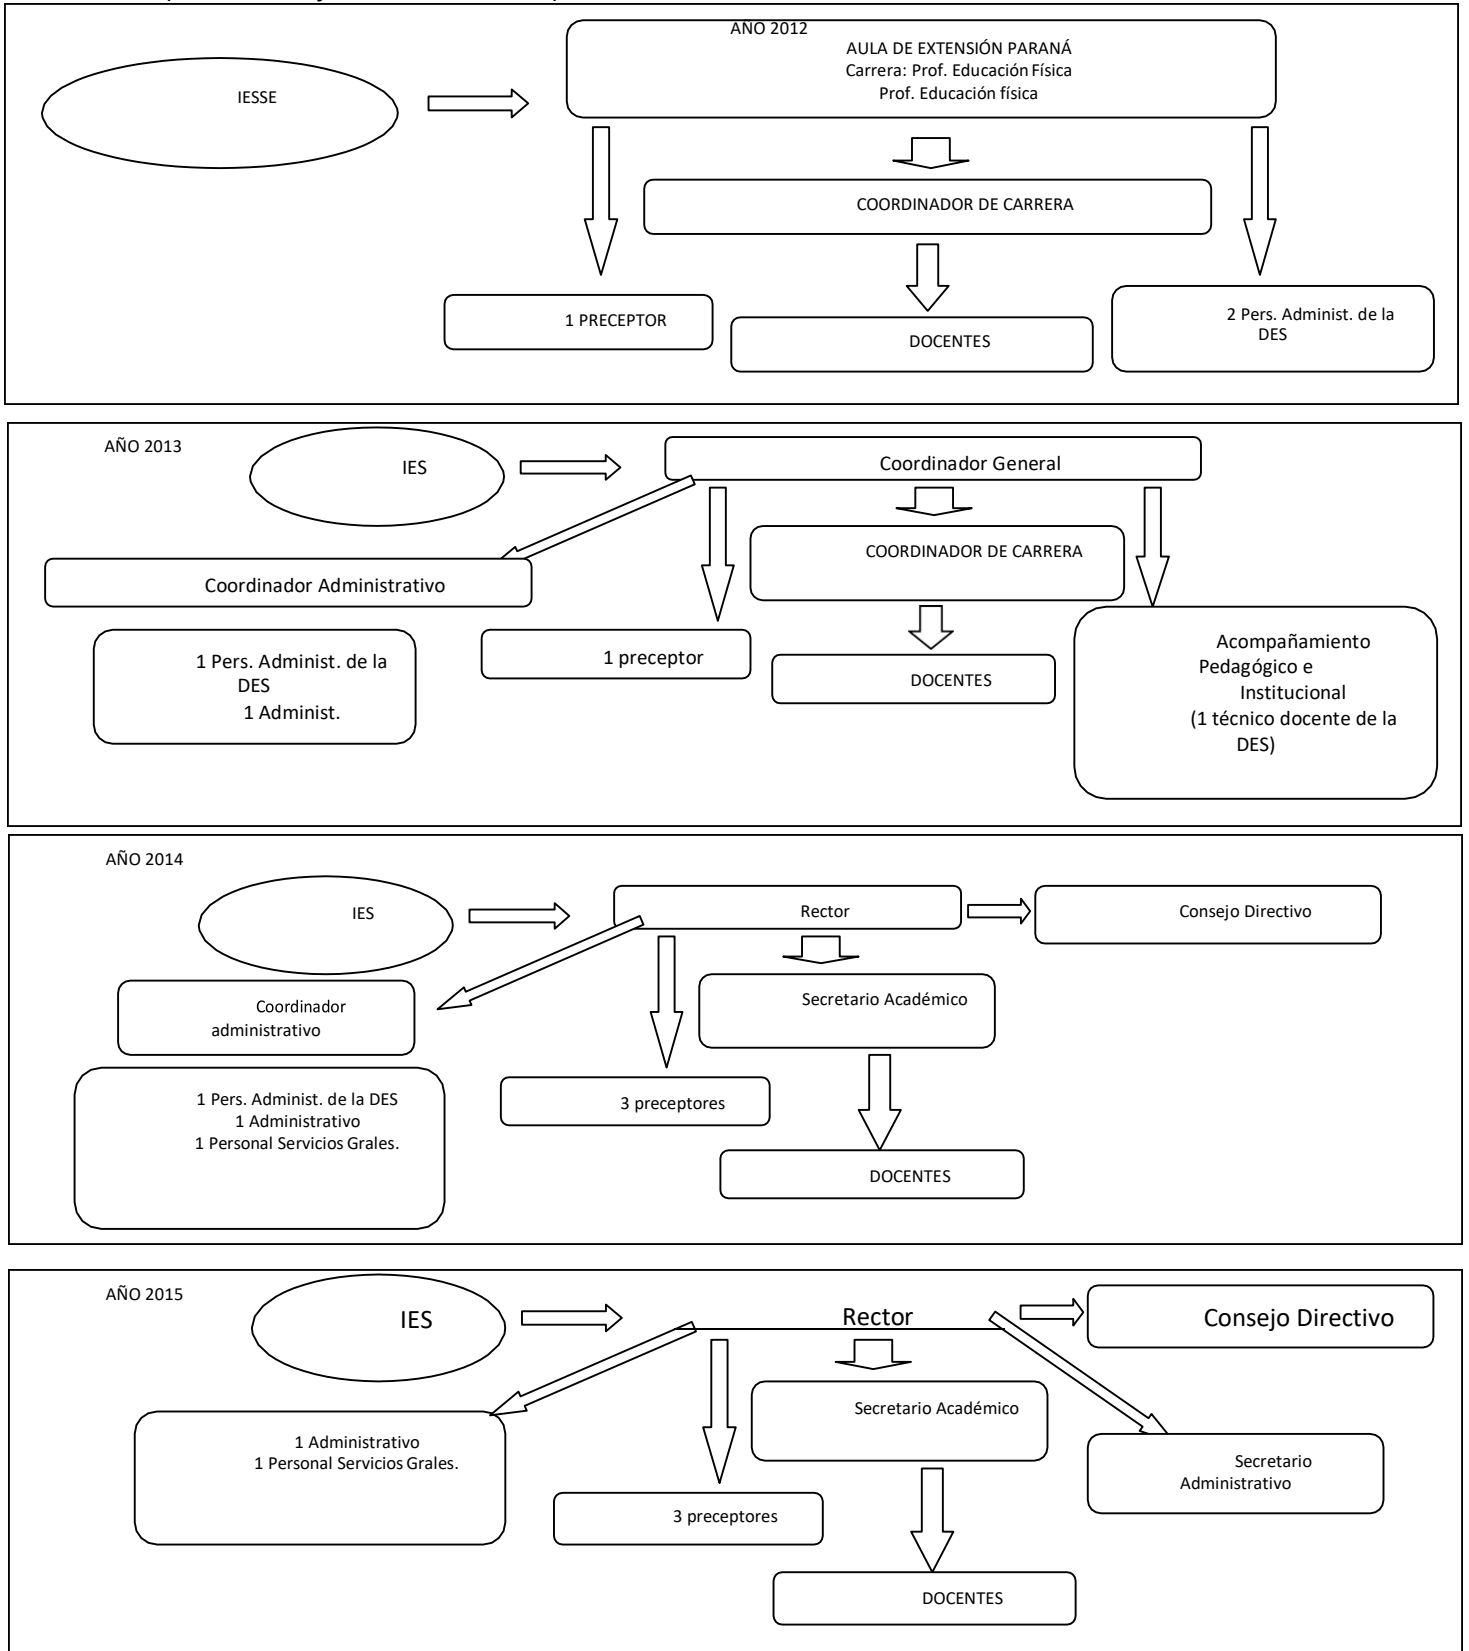 AÑO 2012
AULA DE EXTENSIÓN PARANÁ
Carrera: Prof. Educación Física
Prof. Educación física
IESSE
COORDINADOR DE CARRERA
1 PRECEPTOR
DOCENTES
2 Pers. Administ. de la
DES
AÑO 2013
IES
Coordinador General
COORDINADOR DE CARRERA
Coordinador Administrativo
1 Pers. Administ. de la
DES
1 Administ.
1 preceptor
DOCENTES
Acompañamiento
Pedagógico e
Institucional
(1 técnico docente de la
DES)
AÑO 2014
IES
Rector
Consejo Directivo
Coordinador
administrativo
Secretario Académico
1 Pers. Administ. de la DES
1 Administrativo
1 Personal Servicios Grales.
3 preceptores
DOCENTES
AÑO 2015
IES
Rector
Consejo Directivo
Secretario Académico
1 Administrativo
1 Personal Servicios Grales.
Secretario
Administrativo
3 preceptores
DOCENTES